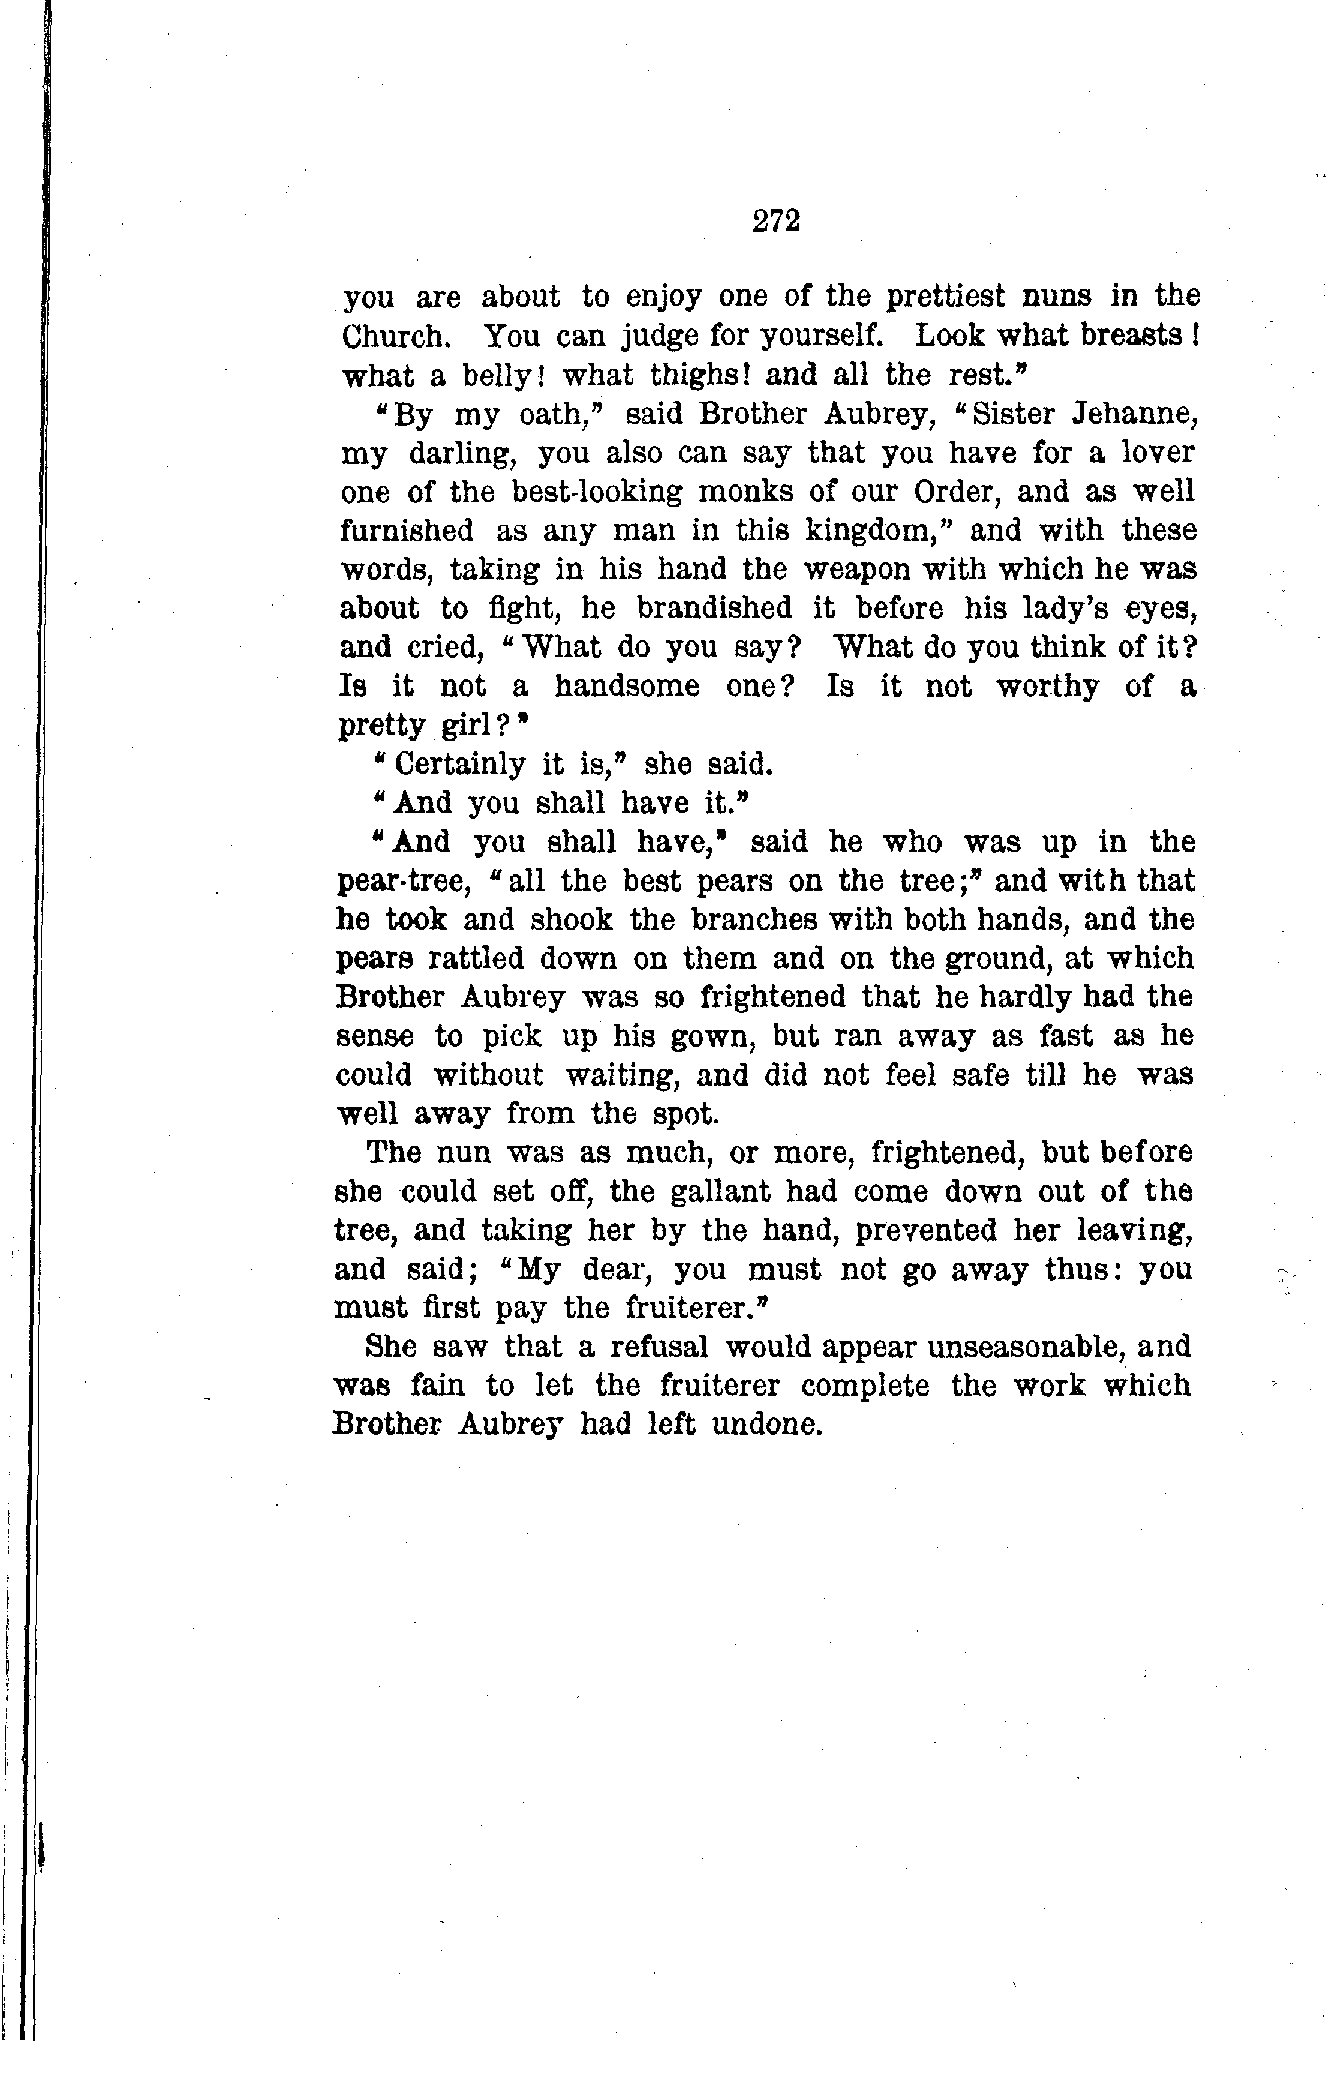 272
you are about to enjoy one of the prettiest nuns in the
Church. You can judge for yourself. Look what breasts!
what a belly! what thighs! and all the rest."
"By my oath," said Brother Aubrey, "Sister Jehanne,
my darling, you also can say that you have for a lover
one of the best-looking monks of our Order, and as well
furnished as any man in this kingdom," and with these
words, taking in his hand the weapon with which he was
about to fight, he brandished it before his lady's eyes,
and cried, "What do you say? What do you think of it?
Is it not a handsome one? Is it not worthy of a
pretty girl?"
"Certainly it is," she said.
"And you shall have it."
"And you shall have," said he who was up in the
pear-tree, "all the best pears on the tree;" and with that
he took and shook the branches with both hands, and the
pears rattled down on them and on the ground, at which
Brother Aubrey was so frightened that he hardly had the
sense to pick up his gown, but ran away as fast as he
could without waiting, and did not feel safe till he was
well away from the spot.
The nun was as much, or more, frightened, but before
she could set off, the gallant had come down out of the
tree, and taking her by the hand, prevented her leaving,
and said; "My dear, you must not go away thus: you
must first pay the fruiterer."
She saw that a refusal would appear unseasonable, and
was fain to let the fruiterer complete the work which
Brother Aubrey had left undone.